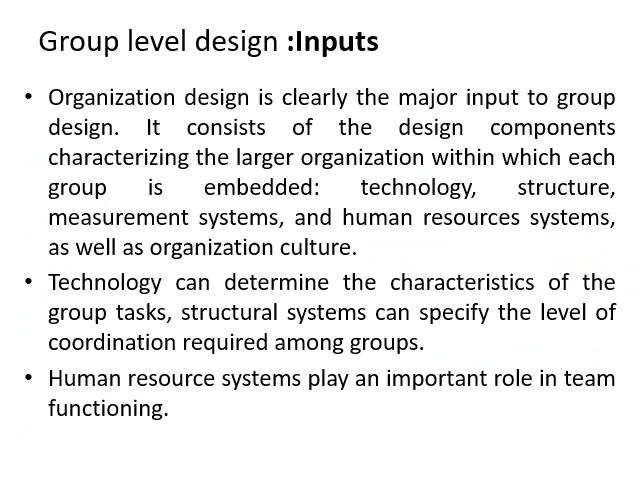 Group level design :Inputs
• Organization design is clearly the major input to group
design. It consists of the design components
characterizing the larger organization within which each
group is embedded: technology, structure,
measurement systems, and human resources systems,
as well as organization culture.
• Technology can determine the characteristics of the
group tasks, structural systems can specify the level of
coordination required among groups.
• Human resource systems play an important role in team
functioning.